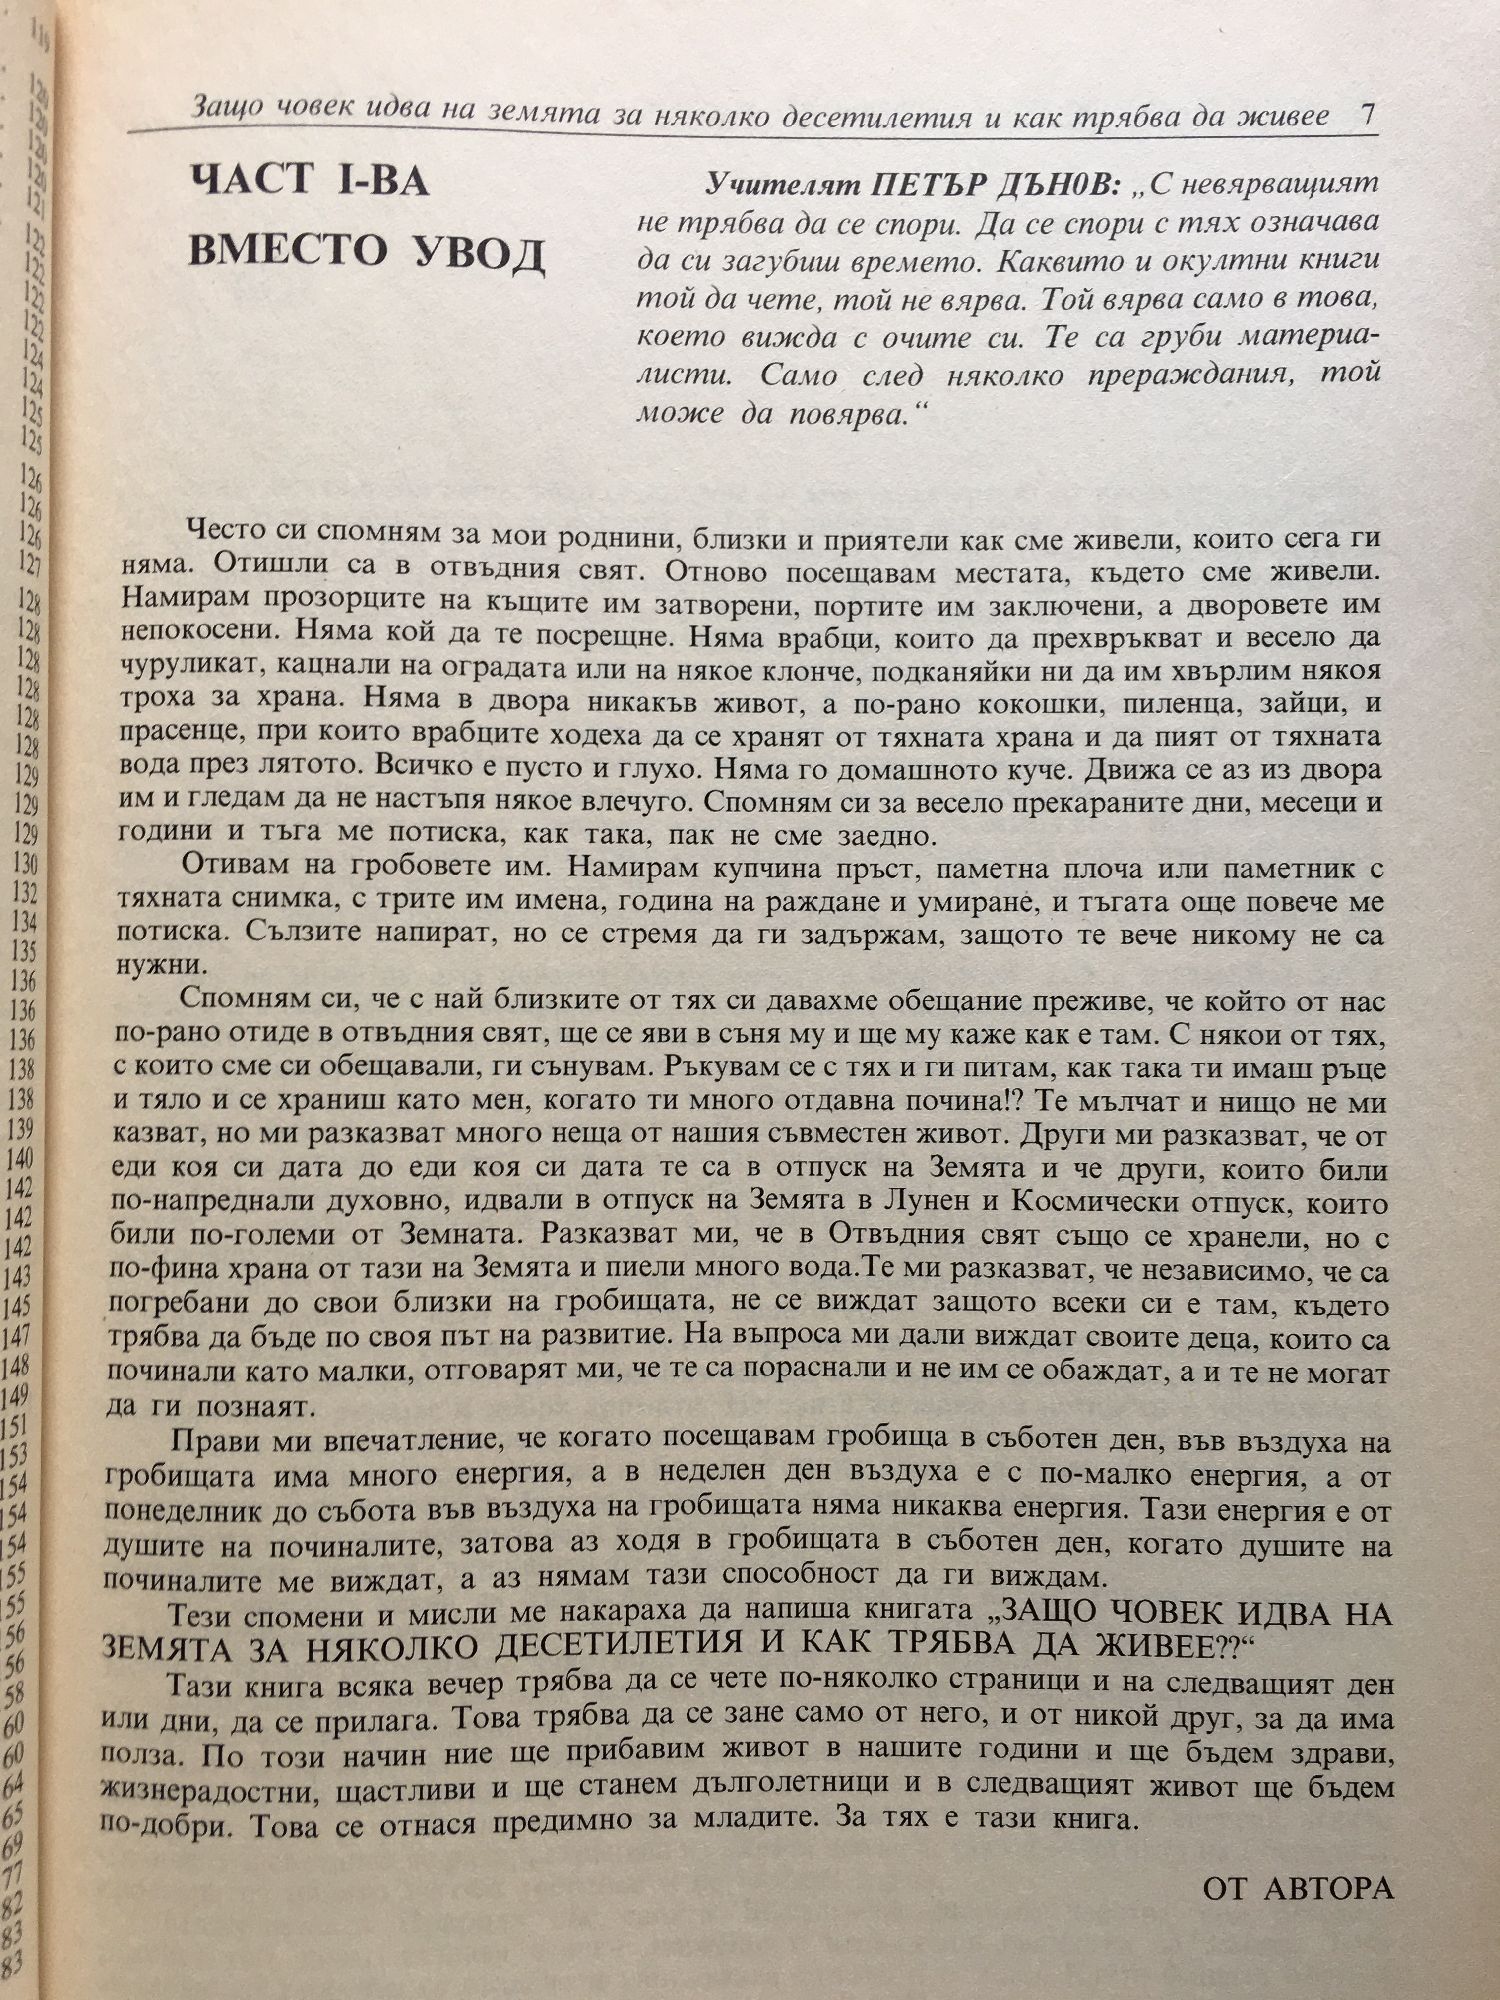 Защо човек идва на земята за няколко десетилетия и как трябва да живее 7
ЧАСТ I-ВА
ВМЕСТО УВОД
Учителят ПЕТЪР ДЪНОВ: „С невярващият
не трябва да се спори. Да се спори с тях означава
да си загубиш времето. Каквито и окултни книги
той да чете, той не вярва. Той вярва само в това,
което вижда с очите си. Те са груби материа-
листи. Само след няколко прераждания, той
може да повярва.“
Често си спомням за мои роднини, близки и приятели как сме живели, които сега ги
няма. Отишли са в отвъдния свят. Отново посещавам местата, където сме живели.
Намирам прозорците на къщите им затворени, портите им заключени, а дворовете им
непокосени. Няма кой да те посрещне. Няма врабци, които да прехвръкват и весело да
чуруликат, кацнали на оградата или на някое клонче, подканяйки ни да им хвърлим някоя
троха за храна. Няма в двора никакъв живот, а по-рано кокошки, пиленца, зайци, и
прасенце, при които врабците ходеха да се хранят от тяхната храна и да пият от тяхната
вода през лятото. Всичко е пусто и глухо. Няма го домашното куче. Движа се аз из двора
им и гледам да не настъпя някое влечуго. Спомням си за весело прекараните дни, месеци и
години и тъга ме потиска, как така, пак не сме заедно.
Отивам на гробовете им. Намирам купчина пръст, паметна плоча или паметник с
тяхната снимка, с трите им имена, година на раждане и умиране, и тъгата още повече ме
потиска. Сълзите напират, но се стремя да ги задържам, защото те вече никому не са
нужни.
Спомням си, че с най близките от тях си давахме обещание преживе, че който от нас
по-рано отиде в отвъдния свят, ще се яви в съня му и ще му каже как е там. С някои от тях,
с които сме си обещавали, ги сънувам. Ръкувам се с тях и ги питам, как така ти имаш ръце
и тяло и се храниш като мен, когато ти много отдавна почина!? Те мълчат и нищо не ми
казват, но ми разказват много неща от нашия съвместен живот. Други ми разказват, че от
еди коя си дата до еди коя си дата те са в отпуск на Земята и че други, които били
по-напреднали духовно, идвали в отпуск на Земята в Лунен и Космически отпуск, които
били по-големи от Земната. Разказват ми, че в Отвъдния свят също се хранели, но с
по-фина храна от тази на Земята и пиели много вода.Те ми разказват, че независимо, че са
погребани до свои близки на гробищата, не се виждат защото всеки си е там, където
трябва да бъде по своя път на развитие. На въпроса ми дали виждат своите деца, които са
починали като малки, отговарят ми, че те са пораснали и не им се обаждат, а и те не могат
да ги познаят.
Прави ми впечатление, че когато посещавам гробища в съботен ден, във въздуха на
гробищата има много енергия, а в неделен ден въздуха е с по-малко енергия, а от
понеделник до събота във въздуха на гробищата няма никаква енергия. Тази енергия е от
душите на починалите, затова аз ходя в гробищата в съботен ден, когато душите на
починалите ме виждат, а аз нямам тази способност да ги виждам.
Тези спомени и мисли ме накараха да напиша книгата „ЗАЩО ЧОВЕК ИДВА НА
ЗЕМЯТА ЗА НЯКОЛКО ДЕСЕТИЛЕТИЯ И КАК ТРЯБВА ДА ЖИВЕЕ??“
Тази книга всяка вечер трябва да се чете по-няколко страници и на следващият ден
или дни, да се прилага. Това трябва да се зане само от него, и от никой друг, за да има
полза. По този начин ние ще прибавим живот в нашите години и ще бъдем здрави,
жизнерадостни, щастливи и ще станем дълголетници и в следващият живот ще бъдем
по-добри. Това се отнася предимно за младите. За тях е тази книга.
ОТ АВТОРА